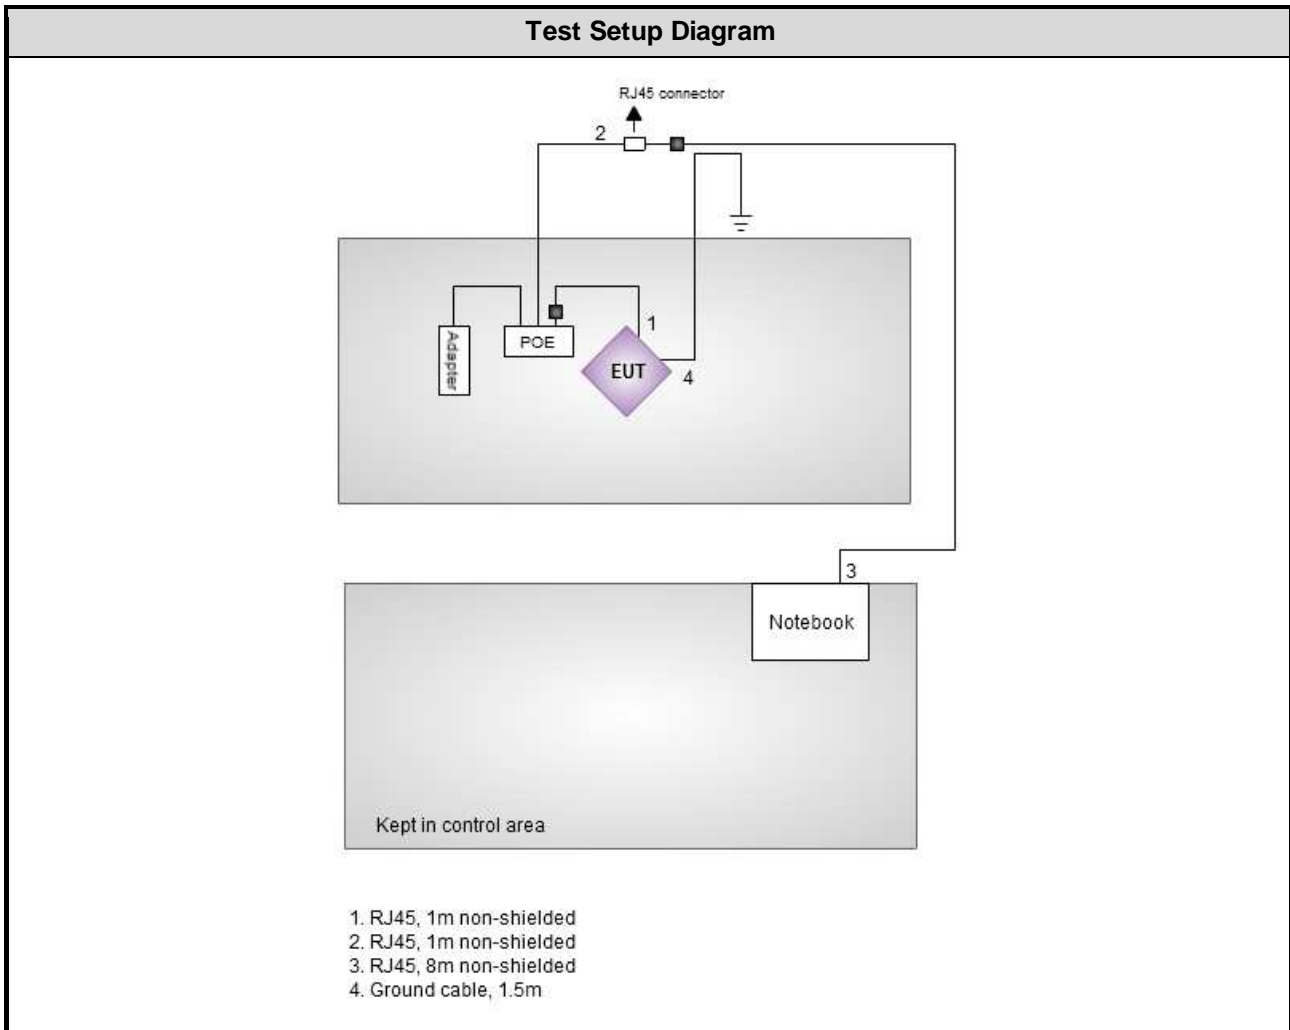 Test Setup Diagram
RJ45 connector
2
1
Adapter
POE
EUT
4
3
Notebook
Kept in control area
1. RJ45, 1m non-shielded
2. RJ45, 1m non-shielded
3. RJ45, 8m non-shielded
4. Ground cable, 1.5m